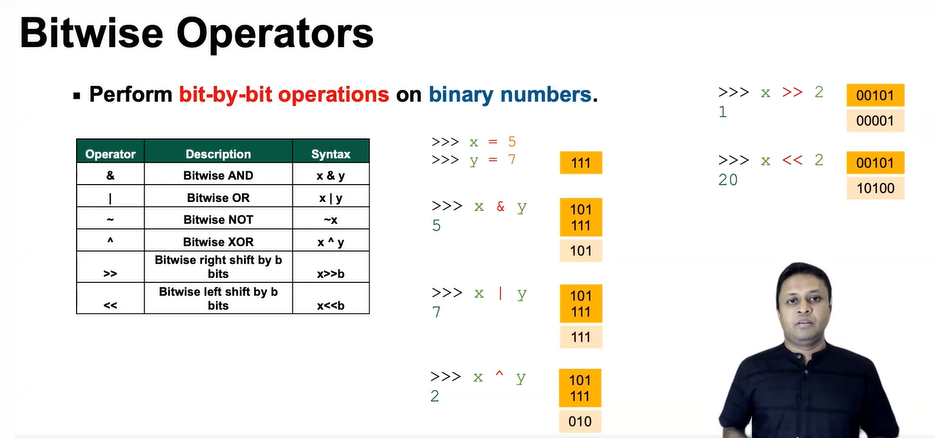 Bitwise Operators
▪ Perform bit-by-bit operations on binary numbers.
Operator Description Syntax
& Bitwise AND x & y
| Bitwise OR x | y
~ Bitwise NOT ~x
^ Bitwise XOR x ^ y
>> Bitwise right shift by b bits x>>b
<< Bitwise left shift by b bits x<<b
>>> x = 5
>>> y = 7
111
>>> x & y
5
101
111
101
>>> x | y
7
101
111
111
>>> x ^ y
2
101
111
010
>>> x >> 2
1
00101
00001
>>> x << 2
20
00101
10100